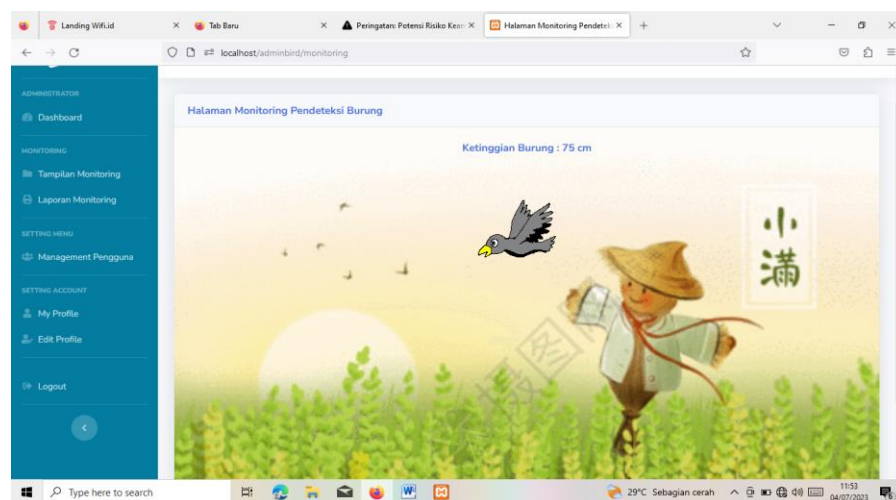 Landing Wifi.id
Tab Baru
Peringatan: Potensi Risiko Kean
Halaman Monitoring Pendetek
localhost/adminbird/monitoring
ADMINISTRATOR
Dashboard
MONITORING
Tampilan Monitoring
Laporan Monitoring
SETTING MENU
Management Pengguna
SETTING ACCOUNT
My Profile
Edit Profile
Logout
Halaman Monitoring Pendeteksi Burung
Ketinggian Burung : 75 cm
小
满
Type here to search
29°C Sebagian cerah
11:53
04/07/2023